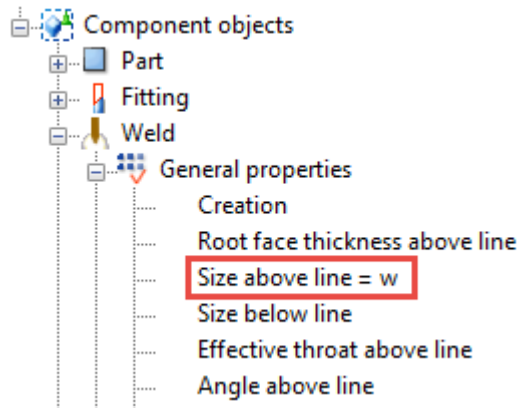 Component objects
Part
Fitting
Weld
General properties
Creation
Root face thickness above line
Size above line = w
Size below line
Effective throat above line
Angle above line